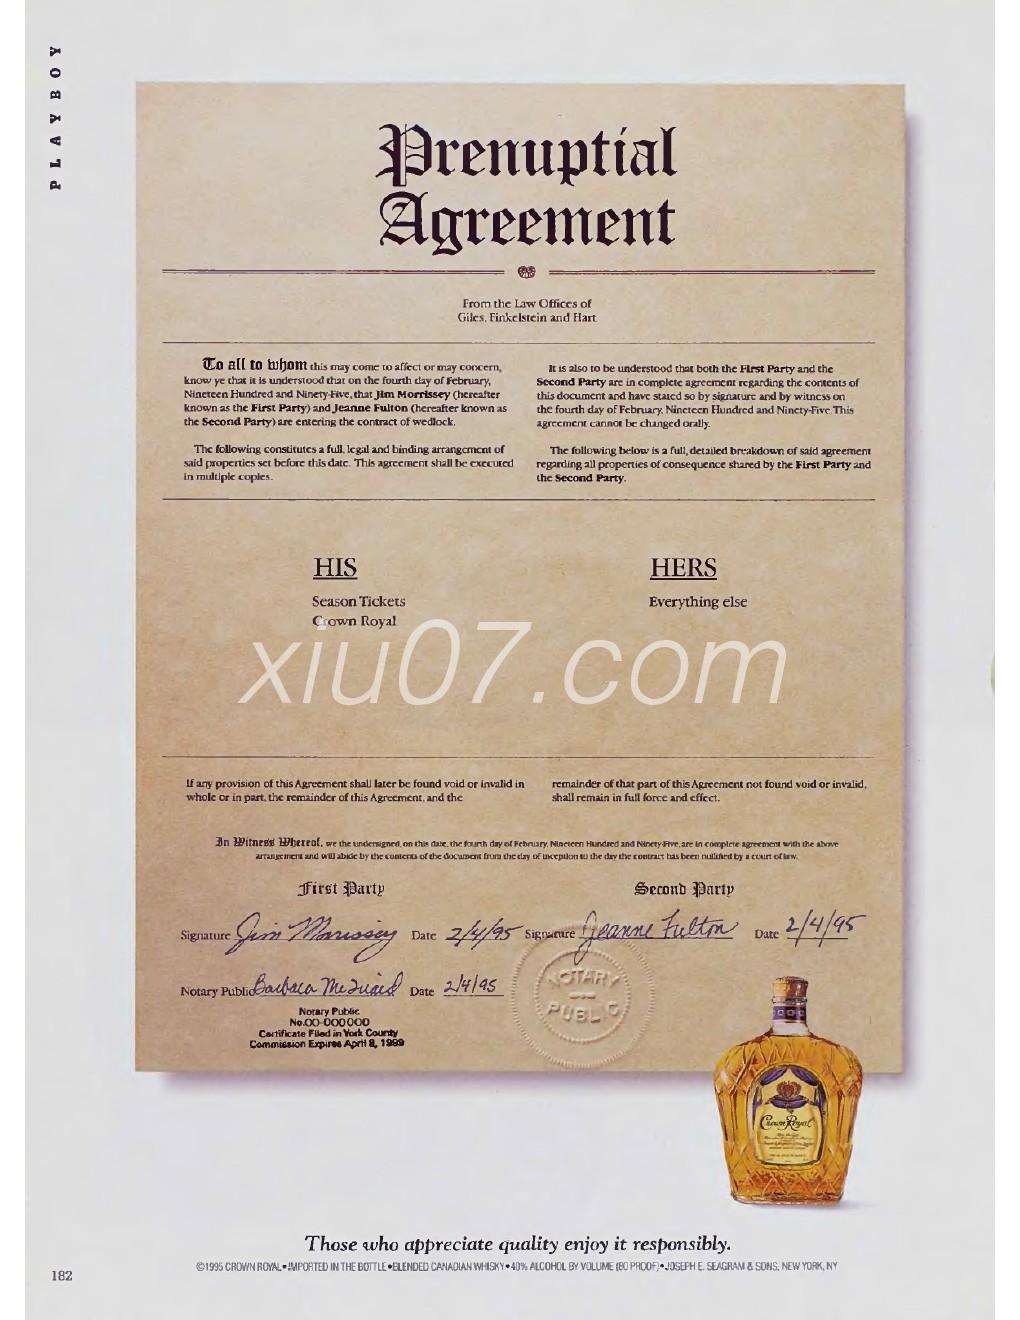 PLAYBOY
Prenuptial
Agreement
From the Law Offices of
Giles, Finkelstein and Hart
To all to whom this may come to affect or may concern,
know ye that it is understood that on the fourth day of February,
Nineteen Hundred and Ninety-Five, that Jim Morrissey (hereafter
known as the First Party) and Jeanne Fulton (hereafter known as
the Second Party) are entering the contract of wedlock.
The following constitutes a full, legal and binding arrangement of
said properties set before this date. This agreement shall be executed
in multiple copies.
It is also to be understood that both the First Party and the
Second Party are in complete agreement regarding the contents of
this document and have stated so by signature and by witness on
the fourth day of February, Nineteen Hundred and Ninety-Five. This
agreement cannot be changed orally.
The following below is a full, detailed breakdown of said agreement
regarding all properties of consequence shared by the First Party and
the Second Party.
HIS
Season Tickets
Crown Royal
HERS
Everything else
xiu07.com
If any provision of this Agreement shall later be found void or invalid in
whole or in part, the remainder of this Agreement, and the
remainder of that part of this Agreement not found void or invalid,
shall remain in full force and effect.
In Witness Whereof, we the undersigned, on this date, the fourth day of February, Nineteen Hundred and Ninety-Five, are in complete agreement with the above
arrangement and will abide by the contents of the document from the day of inception to the day the contract has been nullified by a court of law.
First Party
Second Party
Signature Jim Morrissey Date 2/4/95 Signature Jeanne Fulton Date 2/4/95
Notary Public Barbara Date 2/4/95
Notary Public
No.00-000000
Certificate Filed in York County
Commission Expires April 8, 1999
NOTARY
PUBLIC
Crown Royal
Those who appreciate quality enjoy it responsibly.
©1995 CROWN ROYAL•IMPORTED IN THE BOTTLE•BLENDED CANADIAN WHISKY•40% ALCOHOL BY VOLUME (80 PROOF)•JOSEPH E. SEAGRAM & SONS, NEW YORK, NY
182